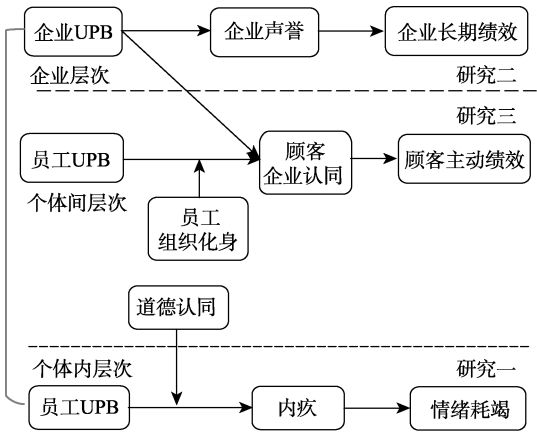 企业UPB
企业声誉
企业长期绩效
企业层次
研究二
研究三
员工UPB
顾客
企业认同
顾客主动绩效
个体间层次
员工
组织化身
道德认同
个体内层次
研究一
员工UPB
内疚
情绪耗竭